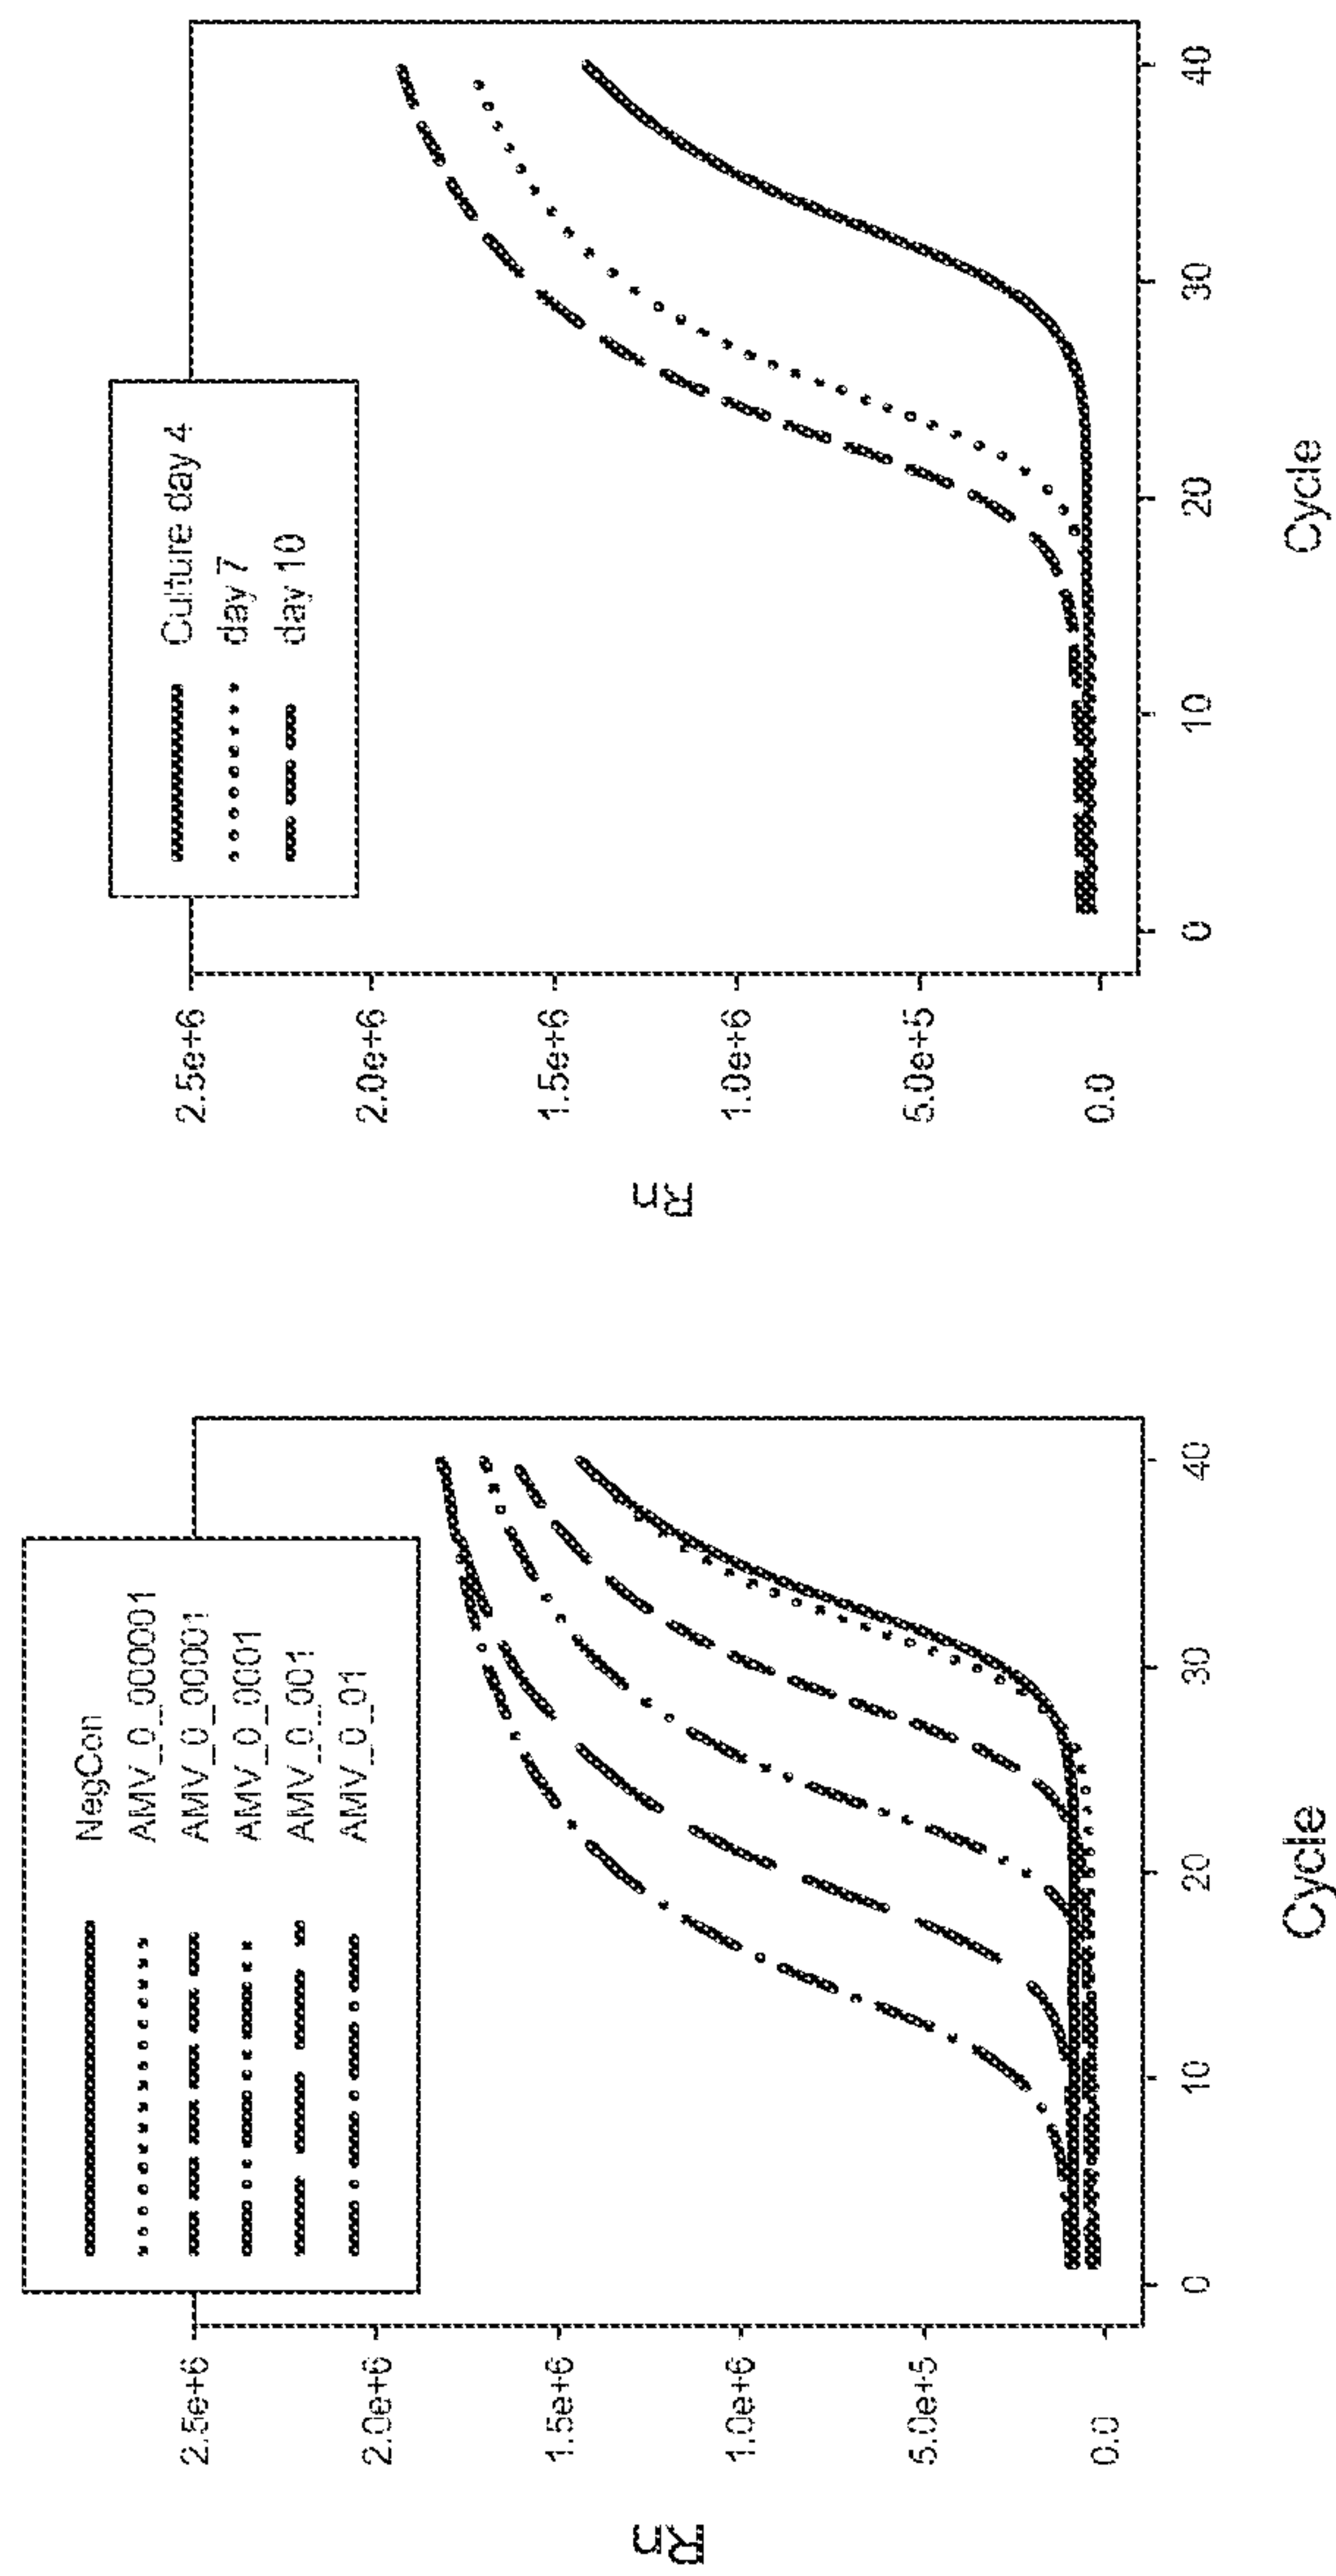 NegCon
AMV_0_000001
AMV_0_00001
AMV_0_0001
AMV_0_001
AMV_0_01
2.5e+6
2.0e+6
1.5e+6
1.0e+6
5.0e+5
0.0
Rn
0 10 20 30 40
Cycle
Culture day 4
day 7
day 10
2.5e+6
2.0e+6
1.5e+6
1.0e+6
5.0e+5
0.0
Rn
0 10 20 30 40
Cycle